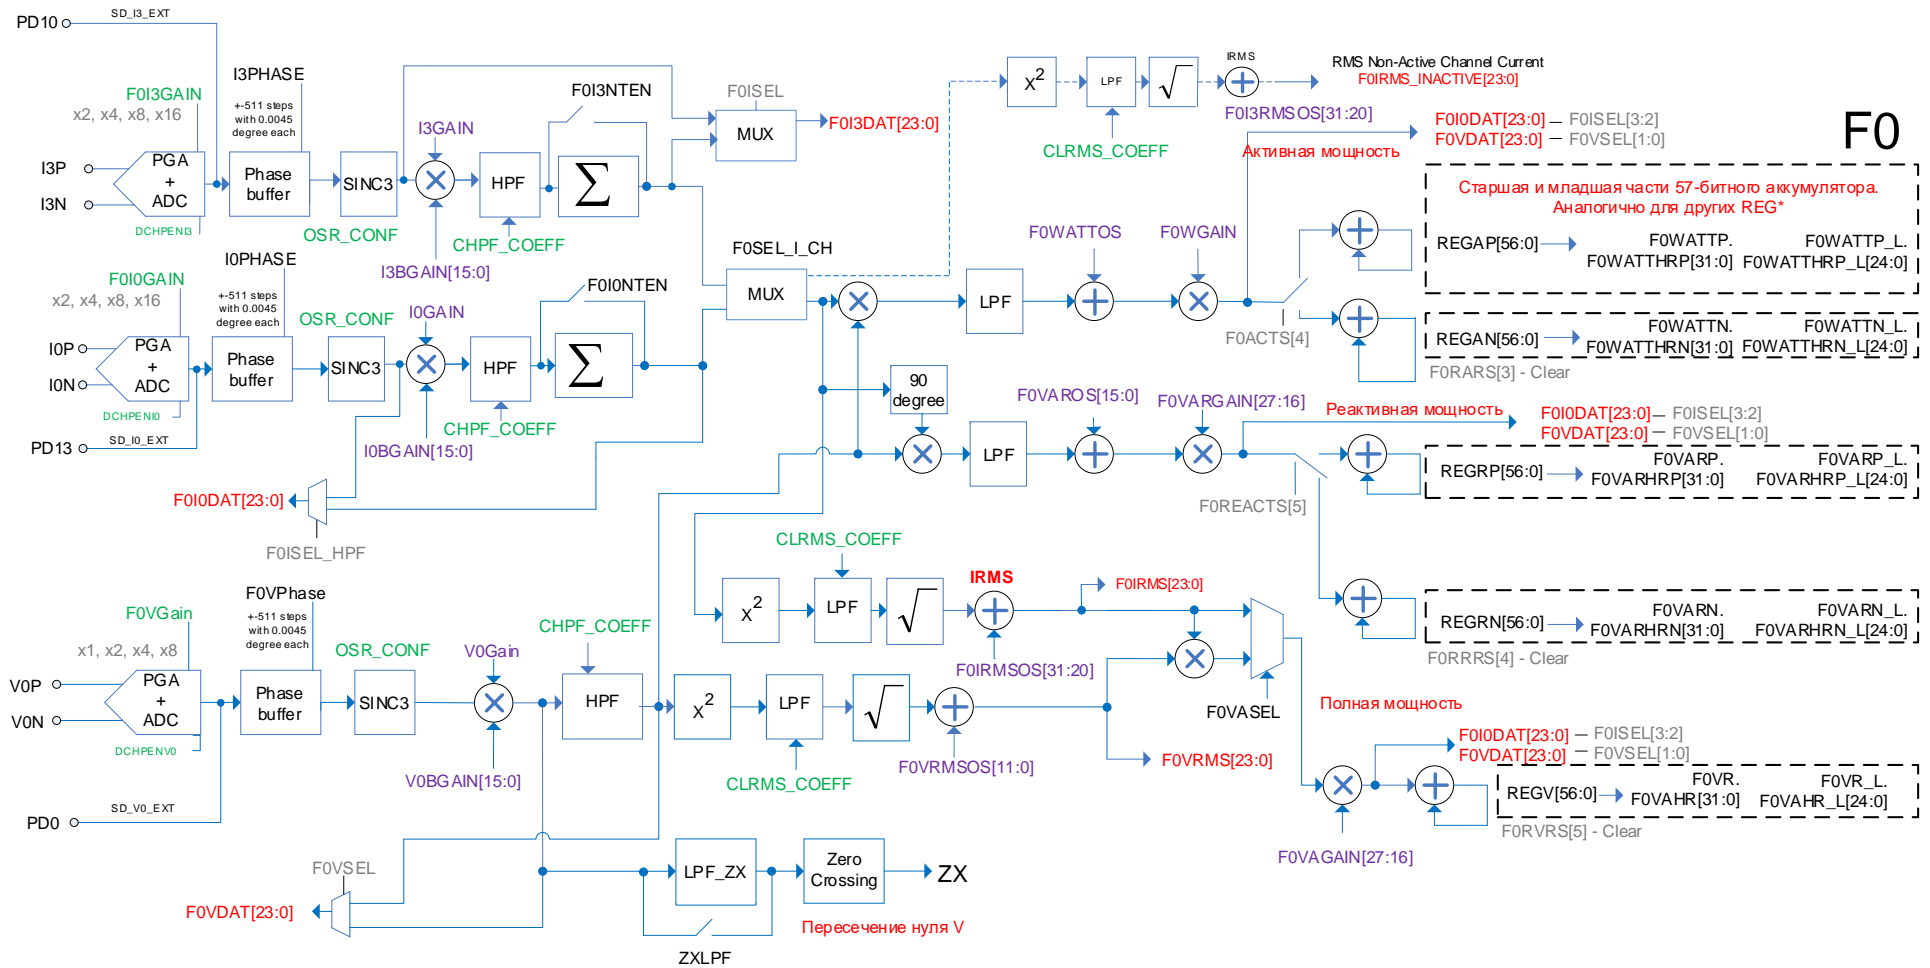 PD10
SD_I3_EXT
F0I3GAIN
x2, x4, x8, x16
I3PHASE
+-511 steps
with 0.0045
degree each
I3P
I3N
PGA
+
ADC
DCHPENI3
Phase
buffer
SINC3
OSR_CONF
I3GAIN
I3BGAIN[15:0]
HPF
CHPF_COEFF
F0I3NTEN
Σ
F0ISEL
MUX
F0I3DAT[23:0]
X²
LPF
√
IRMS
CLRMS_COEFF
F0I3RMSOS[31:20]
RMS Non-Active Channel Current
F0IRMS_INACTIVE[23:0]
F0
F0I0DAT[23:0] — F0ISEL[3:2]
F0VDAT[23:0] — F0VSEL[1:0]
Активная мощность
Старшая и младшая части 57-битного аккумулятора.
Аналогично для других REG*
REGAP[56:0]
F0WATTP.
F0WATTHRP[31:0]
F0WATTP_L.
F0WATTHRP_L[24:0]
F0I0GAIN
x2, x4, x8, x16
I0PHASE
+-511 steps
with 0.0045
degree each
I0P
I0N
PGA
+
ADC
DCHPENI0
PD13
SD_I0_EXT
Phase
buffer
OSR_CONF
SINC3
I0GAIN
I0BGAIN[15:0]
HPF
CHPF_COEFF
F0I0NTEN
Σ
F0SEL_I_CH
MUX
LPF
F0WATTOS
F0WGAIN
F0ACTS[4]
REGAN[56:0]
F0WATTN.
F0WATTHRN[31:0]
F0WATTN_L.
F0WATTHRN_L[24:0]
F0RARS[3] - Clear
90
degree
LPF
F0VAROS[15:0]
F0VARGAIN[27:16]
Реактивная мощность
F0I0DAT[23:0] — F0ISEL[3:2]
F0VDAT[23:0] — F0VSEL[1:0]
REGRP[56:0]
F0VARP.
F0VARHRP[31:0]
F0VARP_L.
F0VARHRP_L[24:0]
F0REACTS[5]
F0I0DAT[23:0]
F0ISEL_HPF
X²
CLRMS_COEFF
LPF
√
IRMS
F0IRMSOS[31:20]
F0IRMS[23:0]
REGRN[56:0]
F0VARN.
F0VARHRN[31:0]
F0VARN_L.
F0VARHRN_L[24:0]
F0RRRS[4] - Clear
F0VGain
x1, x2, x4, x8
F0VPhase
+-511 steps
with 0.0045
degree each
V0P
V0N
PGA
+
ADC
DCHPENV0
PD0
SD_V0_EXT
Phase
buffer
OSR_CONF
SINC3
V0Gain
V0BGAIN[15:0]
CHPF_COEFF
HPF
X²
LPF
√
CLRMS_COEFF
F0VRMSOS[11:0]
F0VRMS[23:0]
F0VASEL
Полная мощность
F0I0DAT[23:0] — F0ISEL[3:2]
F0VDAT[23:0] — F0VSEL[1:0]
REGV[56:0]
F0VR.
F0VAHR[31:0]
F0VR_L.
F0VAHR_L[24:0]
F0RVRS[5] - Clear
F0VAGAIN[27:16]
F0VSEL
F0VDAT[23:0]
LPF_ZX
Zero
Crossing
ZX
Пересечение нуля V
ZXLPF